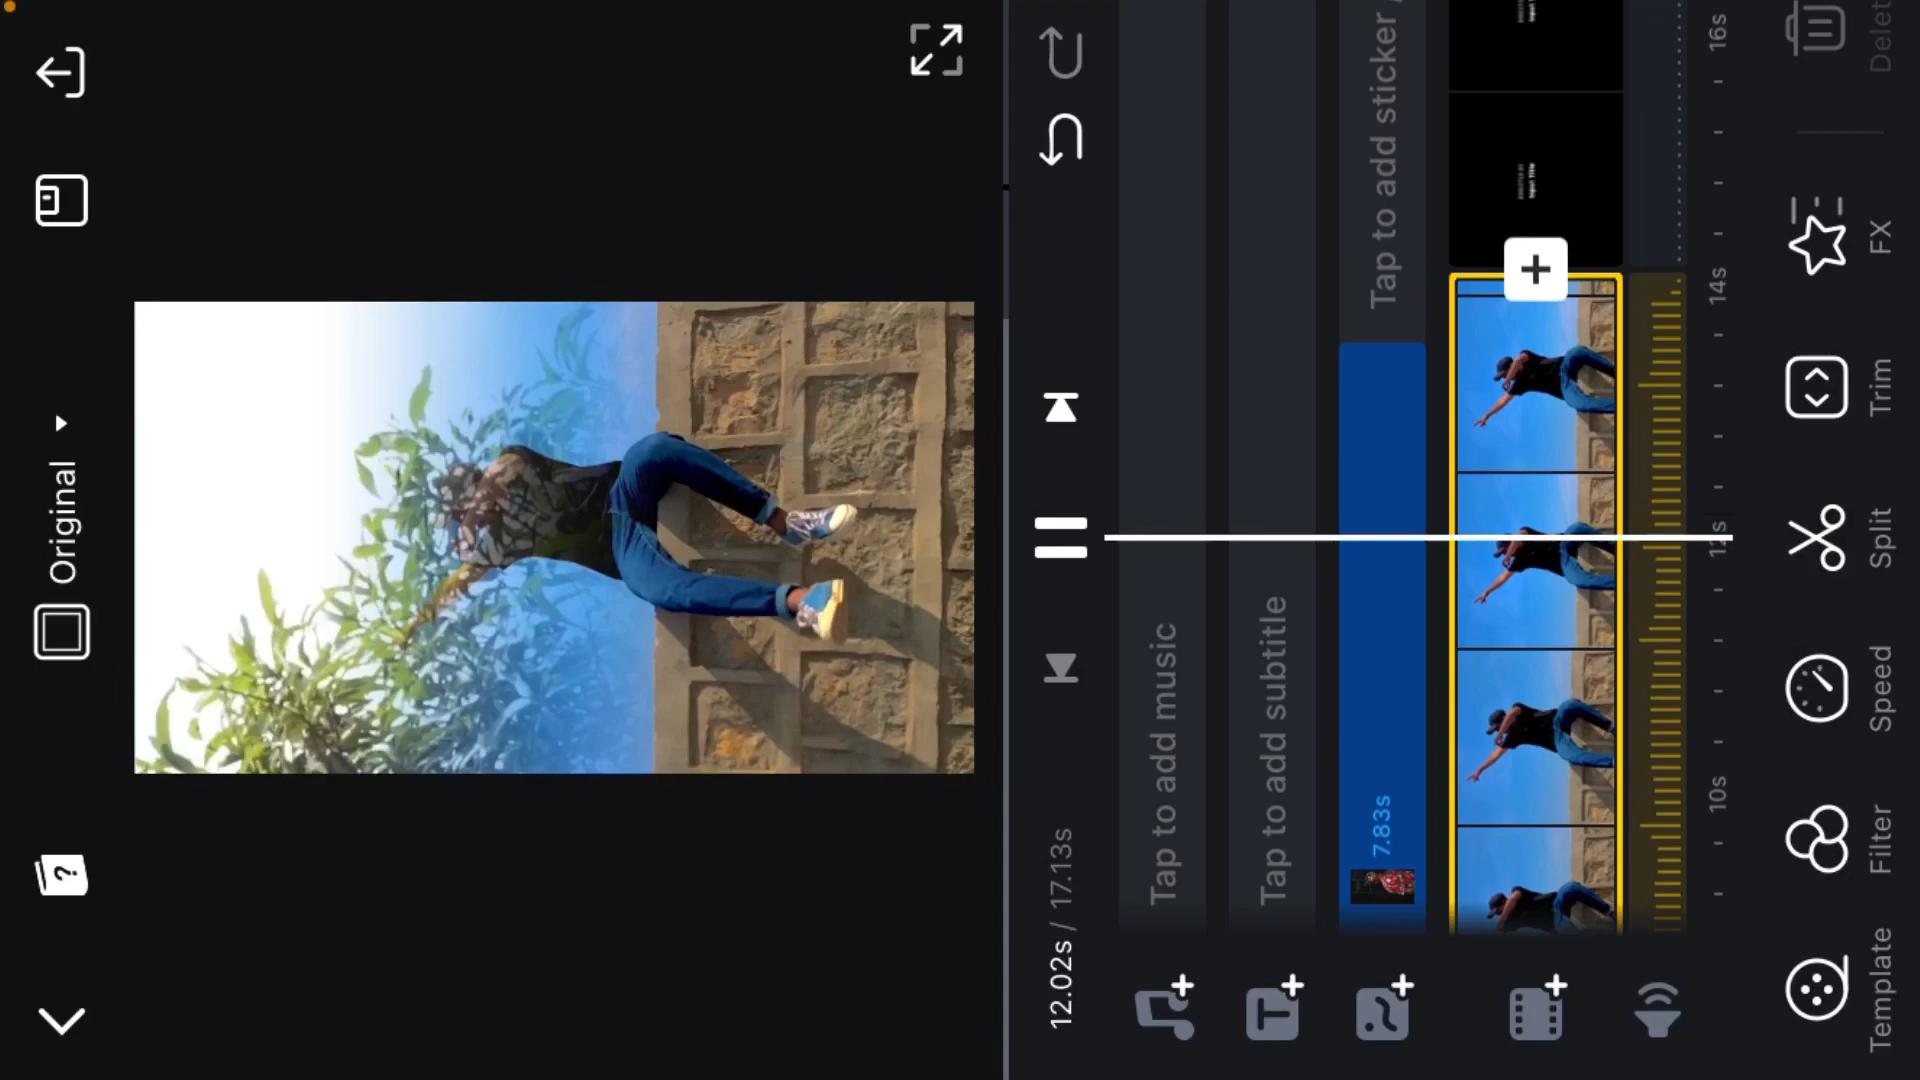 Original
12.02s / 17.13s
Tap to add music
Tap to add subtitle
7.83s
Tap to add sticker
10s
12s
14s
16s
Template
Filter
Speed
Split
Trim
FX
Delet